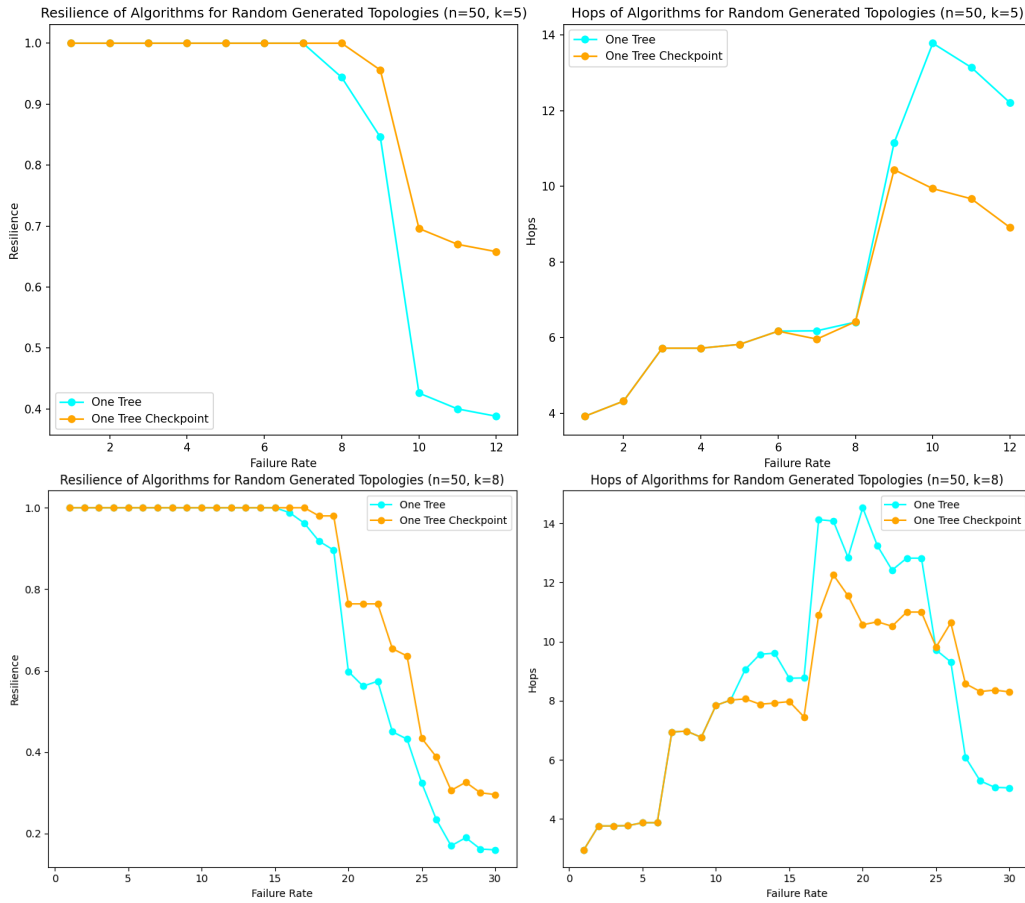 Resilience of Algorithms for Random Generated Topologies (n=50, k=5)
1.0
0.9
0.8
0.7
0.6
0.5
0.4
Resilience
One Tree
One Tree Checkpoint
2 4 6 8 10 12
Failure Rate
Hops of Algorithms for Random Generated Topologies (n=50, k=5)
14
12
10
8
6
4
Hops
One Tree
One Tree Checkpoint
2 4 6 8 10 12
Failure Rate
Resilience of Algorithms for Random Generated Topologies (n=50, k=8)
1.0
0.8
0.6
0.4
0.2
Resilience
One Tree
One Tree Checkpoint
0 5 10 15 20 25 30
Failure Rate
Hops of Algorithms for Random Generated Topologies (n=50, k=8)
14
12
10
8
6
4
Hops
One Tree
One Tree Checkpoint
0 5 10 15 20 25 30
Failure Rate